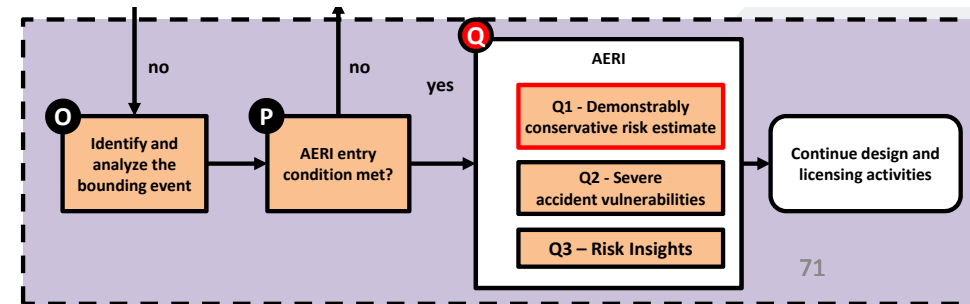 no
O
Identify and
analyze the
bounding event
no
P
AERI entry
condition met?
yes
Q
AERI
Q1 - Demonstrably
conservative risk estimate
Q2 - Severe
accident vulnerabilities
Q3 – Risk Insights
Continue design and
licensing activities
71